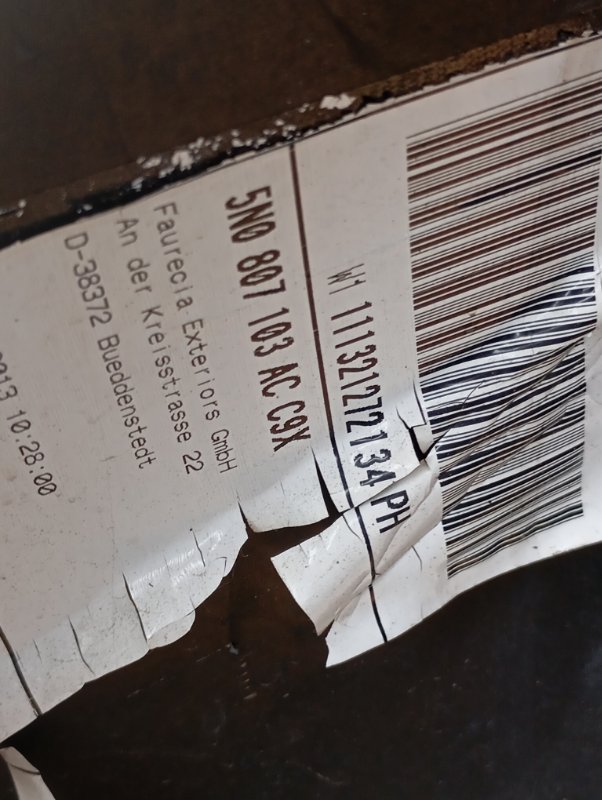 W1 111321272134 PH
5N0 807 103 AC C9X
Faurecia Exteriors GmbH
An der Kreisstrasse 22
D-38372 Bueddenstedt
10:28:00